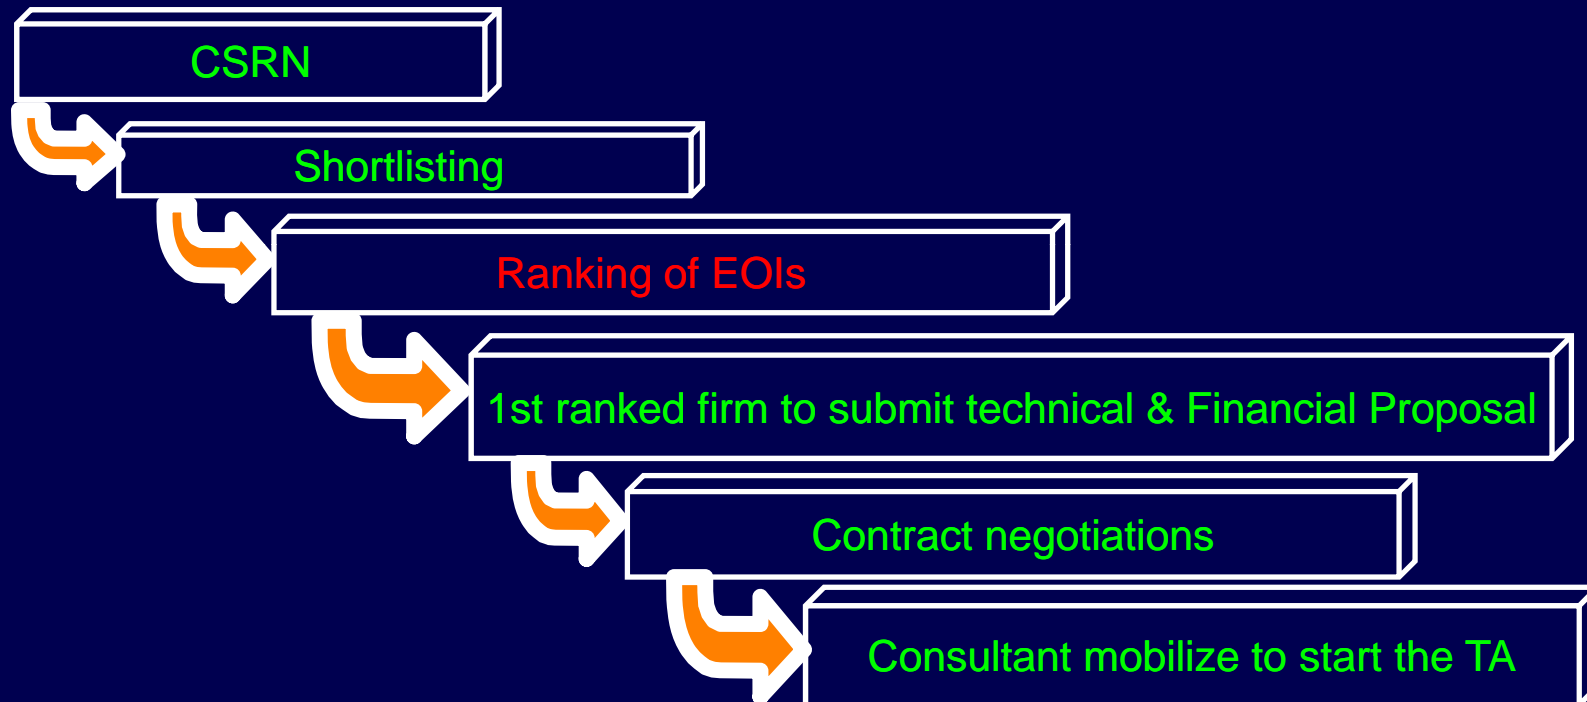 CSRN
Shortlisting
Ranking of EOIs
1st ranked firm to submit technical & Financial Proposal
Contract negotiations
Consultant mobilize to start the TA